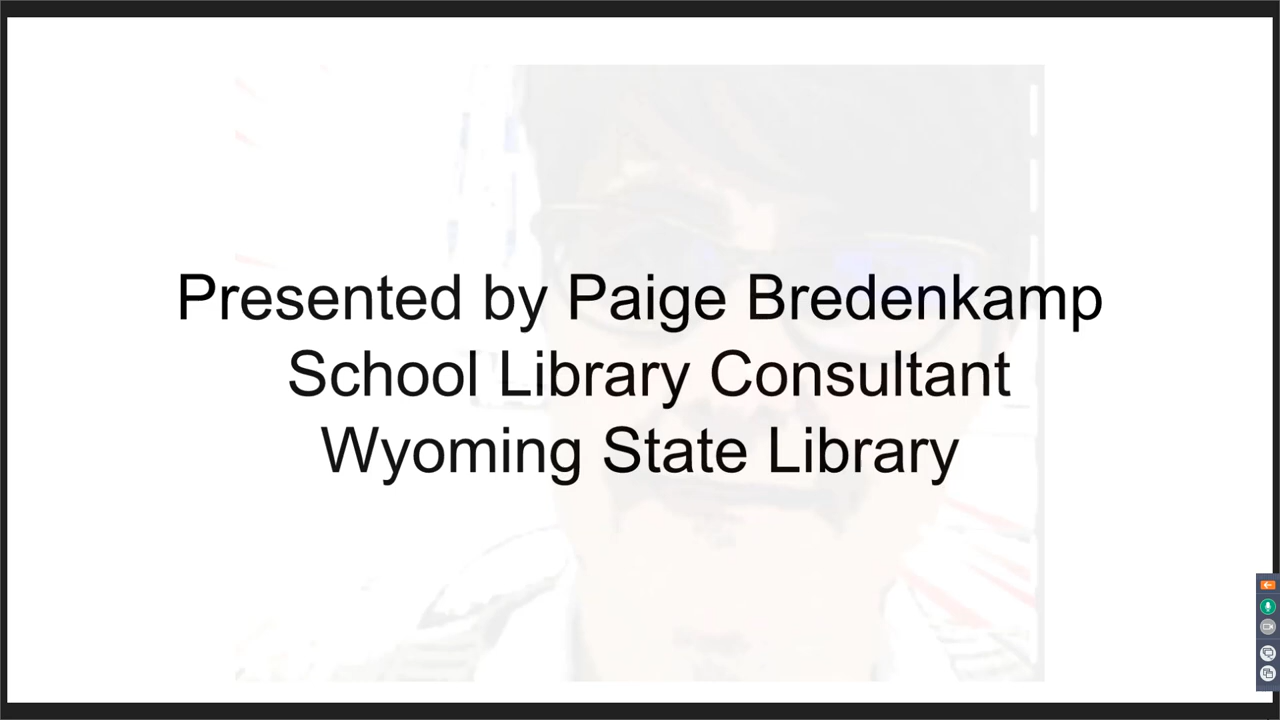 Presented by Paige Bredenkamp
School Library Consultant
Wyoming State Library